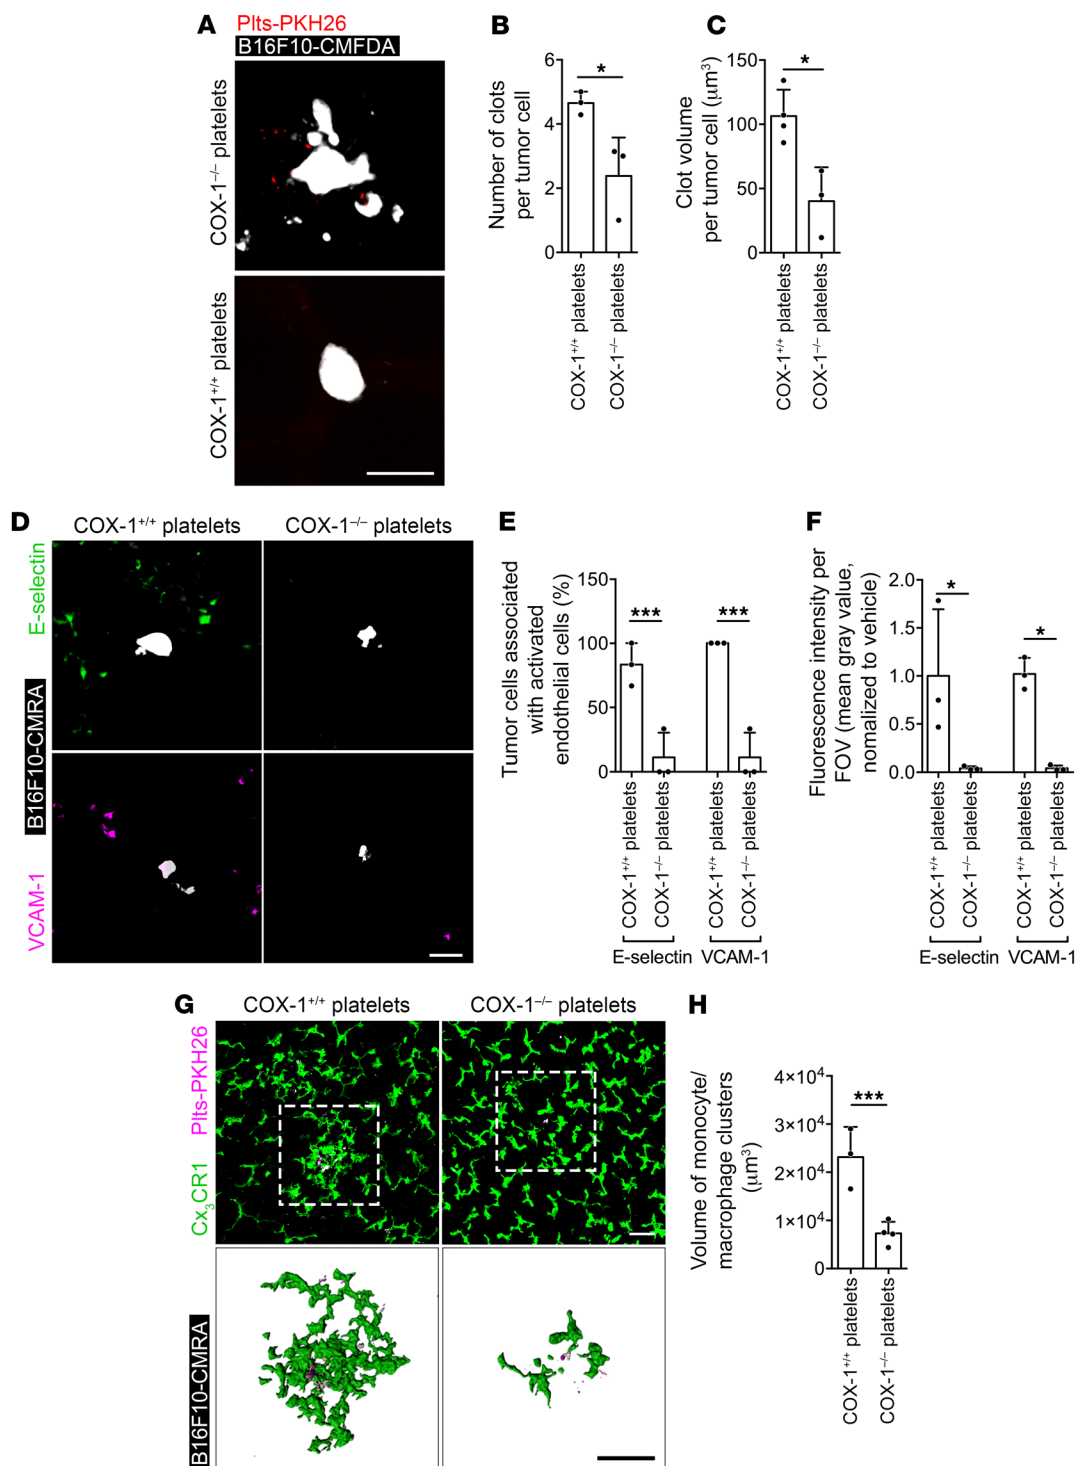 A
Plts-PKH26
B16F10-CMFDA
COX-1–/– platelets
COX-1+/+ platelets
B
Number of clots
per tumor cell
6
4
2
0
*
COX-1+/+ platelets
COX-1–/– platelets
C
Clot volume
per tumor cell (μm³)
150
100
50
0
*
COX-1+/+ platelets
COX-1–/– platelets
D
COX-1+/+ platelets
COX-1–/– platelets
E-selectin
B16F10-CMRA
VCAM-1
E
Tumor cells associated
with activated
endothelial cells (%)
150
100
50
0
***
***
COX-1+/+ platelets
COX-1–/– platelets
COX-1+/+ platelets
COX-1–/– platelets
E-selectin
VCAM-1
F
Fluorescence intensity per
FOV (mean gray value,
nomalized to vehicle)
2.0
1.5
1.0
0.5
0.0
*
*
COX-1+/+ platelets
COX-1–/– platelets
COX-1+/+ platelets
COX-1–/– platelets
E-selectin
VCAM-1
G
COX-1+/+ platelets
COX-1–/– platelets
Plts-PKH26
Cx₃CR1
B16F10-CMRA
H
Volume of monocyte/
macrophage clusters
(μm³)
4×10⁴
3×10⁴
2×10⁴
1×10⁴
0
***
COX-1+/+ platelets
COX-1–/– platelets